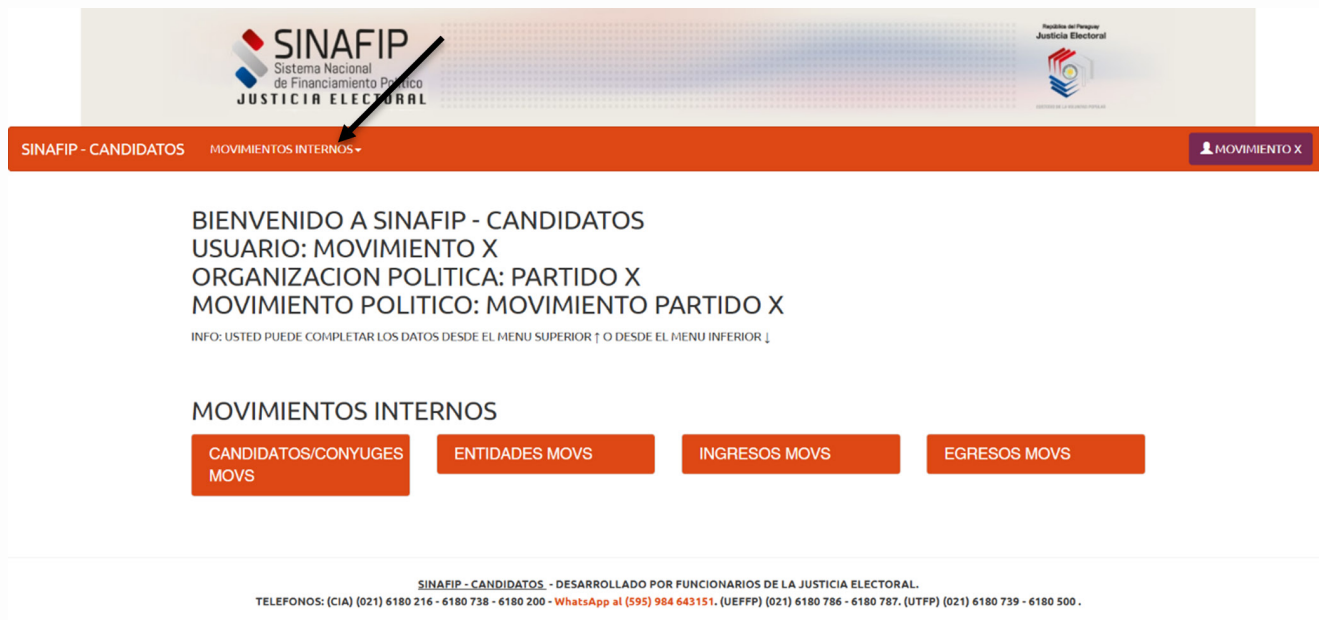 SINAFIP
Sistema Nacional
de Financiamiento Político
JUSTICIA ELECTORAL
República del Paraguay
Justicia Electoral
SINAFIP - CANDIDATOS
MOVIMIENTOS INTERNOS
MOVIMIENTO X
BIENVENIDO A SINAFIP - CANDIDATOS
USUARIO: MOVIMIENTO X
ORGANIZACION POLITICA: PARTIDO X
MOVIMIENTO POLITICO: MOVIMIENTO PARTIDO X
INFO: USTED PUEDE COMPLETAR LOS DATOS DESDE EL MENU SUPERIOR ↑ O DESDE EL MENU INFERIOR ↓
MOVIMIENTOS INTERNOS
CANDIDATOS/CONYUGES
MOVS
ENTIDADES MOVS
INGRESOS MOVS
EGRESOS MOVS
SINAFIP - CANDIDATOS - DESARROLLADO POR FUNCIONARIOS DE LA JUSTICIA ELECTORAL.
TELEFONOS: (CIA) (021) 6180 216 - 6180 738 - 6180 200 - WhatsApp al (595) 984 643151. (UEFFP) (021) 6180 786 - 6180 787. (UTFP) (021) 6180 739 - 6180 500 .